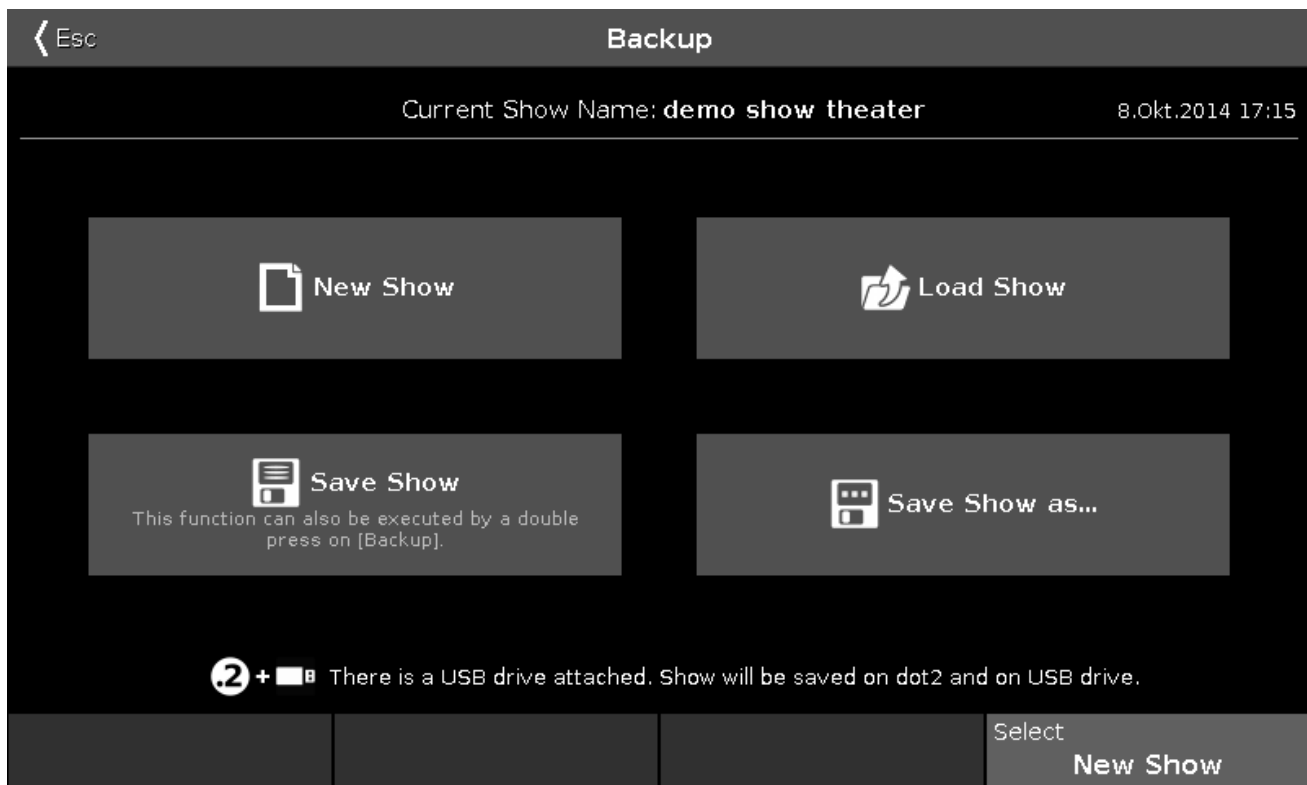 Esc
Backup
Current Show Name: demo show theater
8.Okt.2014 17:15
New Show
Load Show
Save Show
This function can also be executed by a double
press on [Backup].
Save Show as...
.2 + There is a USB drive attached. Show will be saved on dot2 and on USB drive.
Select
New Show